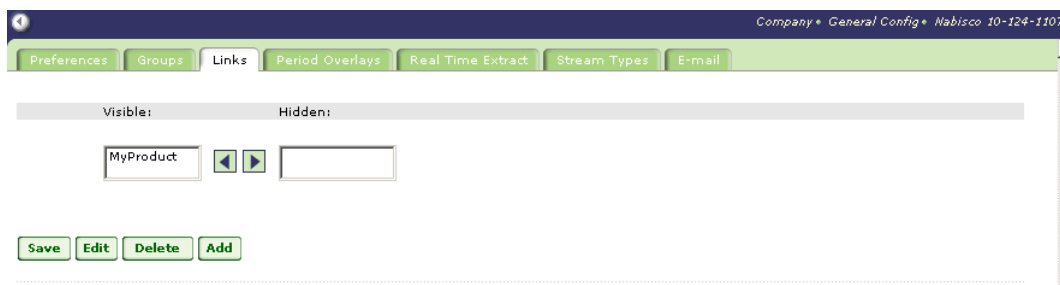 Company • General Config • Nabisco 10-124-1107
Preferences Groups Links Period Overlays Real Time Extract Stream Types E-mail
Visible: Hidden:
MyProduct
Save Edit Delete Add